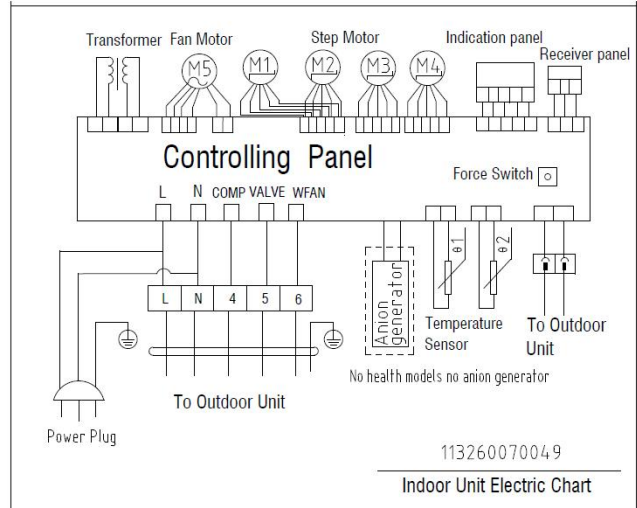 Transformer Fan Motor Step Motor Indication panel Receiver panel
M5 M1 M2 M3 M4
Controlling Panel
Force Switch
L N COMP VALVE WFAN
θ1 θ2
L N 4 5 6
Anion generator
Temperature Sensor
To Outdoor Unit
No health models no anion generator
To Outdoor Unit
Power Plug
113260070049
Indoor Unit Electric Chart